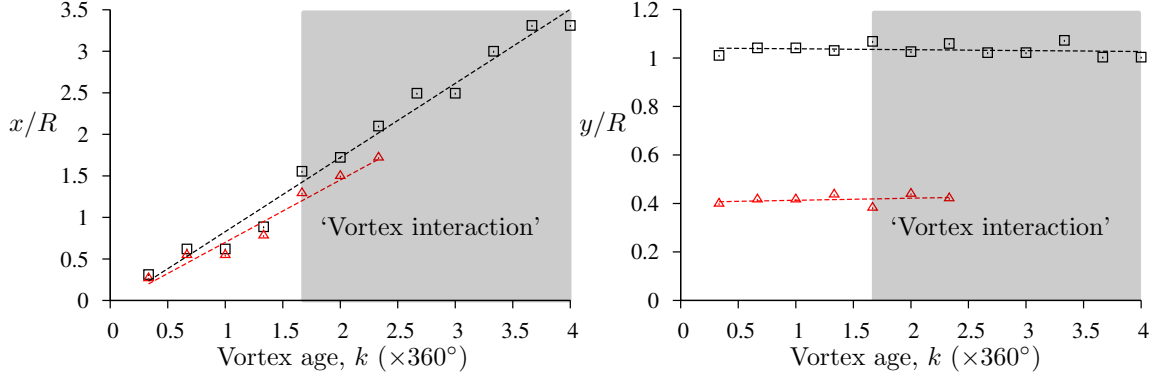 3.5
3
2.5
2
1.5
1
0.5
0
x/R
0 0.5 1 1.5 2 2.5 3 3.5 4
Vortex age, k (×360°)
‘Vortex interaction’
1.2
1
0.8
0.6
0.4
0.2
0
y/R
0 0.5 1 1.5 2 2.5 3 3.5 4
Vortex age, k (×360°)
‘Vortex interaction’